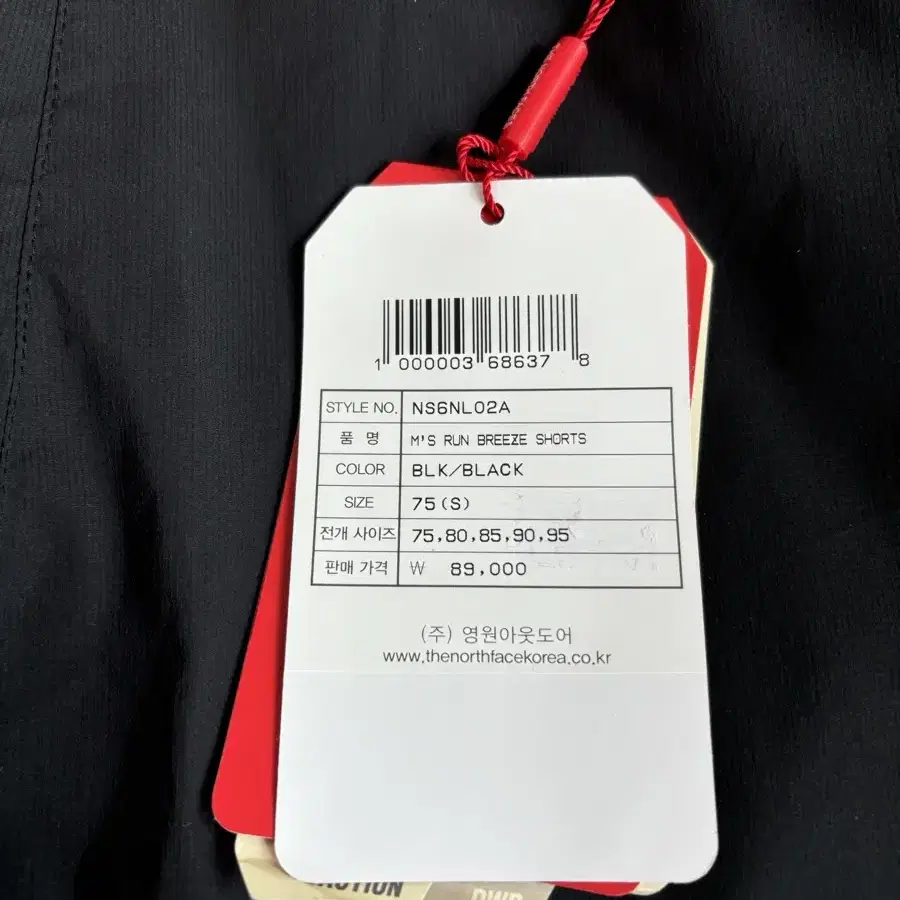 1 000003 68637 8
STYLE NO. NS6NL02A
품 명 M'S RUN BREEZE SHORTS
COLOR BLK/BLACK
SIZE 75(S)
전개 사이즈 75,80,85,90,95
판매 가격 ₩ 89,000
(주) 영원아웃도어
www.thenorthfacekorea.co.kr